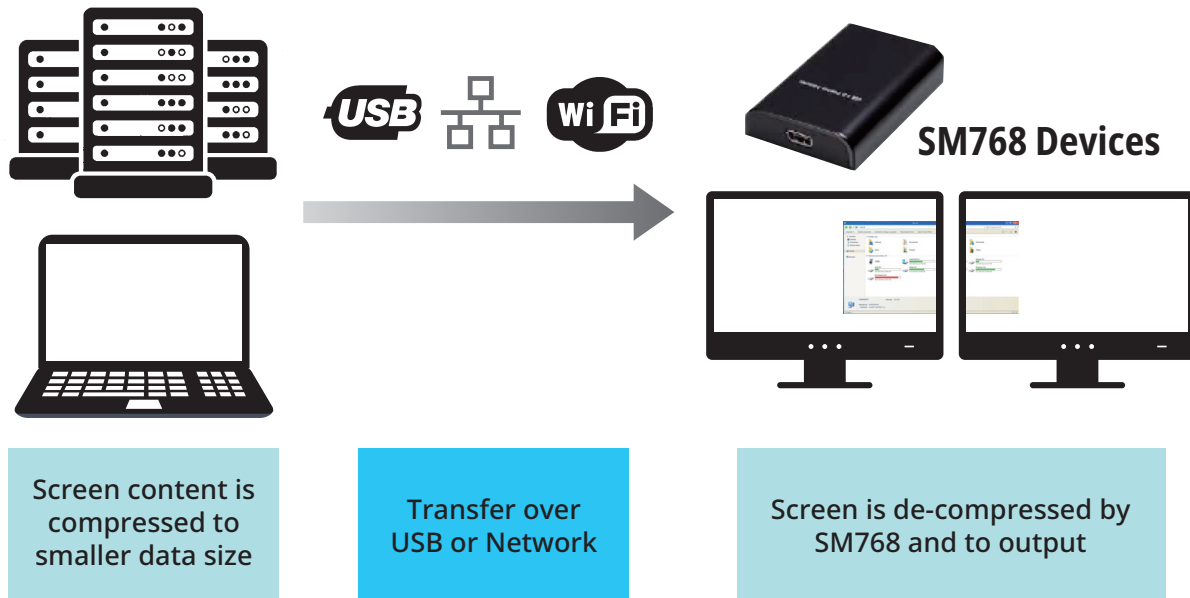 USB
Wi Fi
SM768 Devices
Screen content is
compressed to
smaller data size
Transfer over
USB or Network
Screen is de-compressed by
SM768 and to output